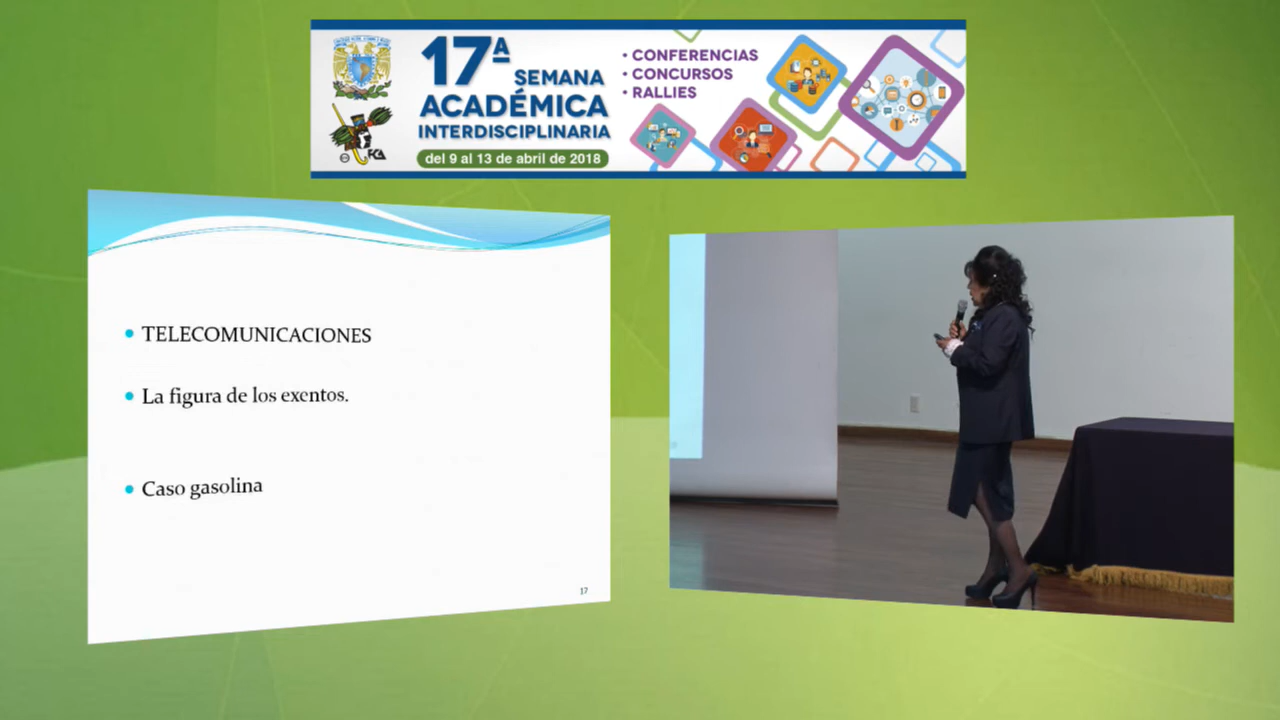 17ª
SEMANA
ACADÉMICA
INTERDISCIPLINARIA
del 9 al 13 de abril de 2018
• CONFERENCIAS
• CONCURSOS
• RALLIES
FCA
• TELECOMUNICACIONES
• La figura de los exentos.
• Caso gasolina
17